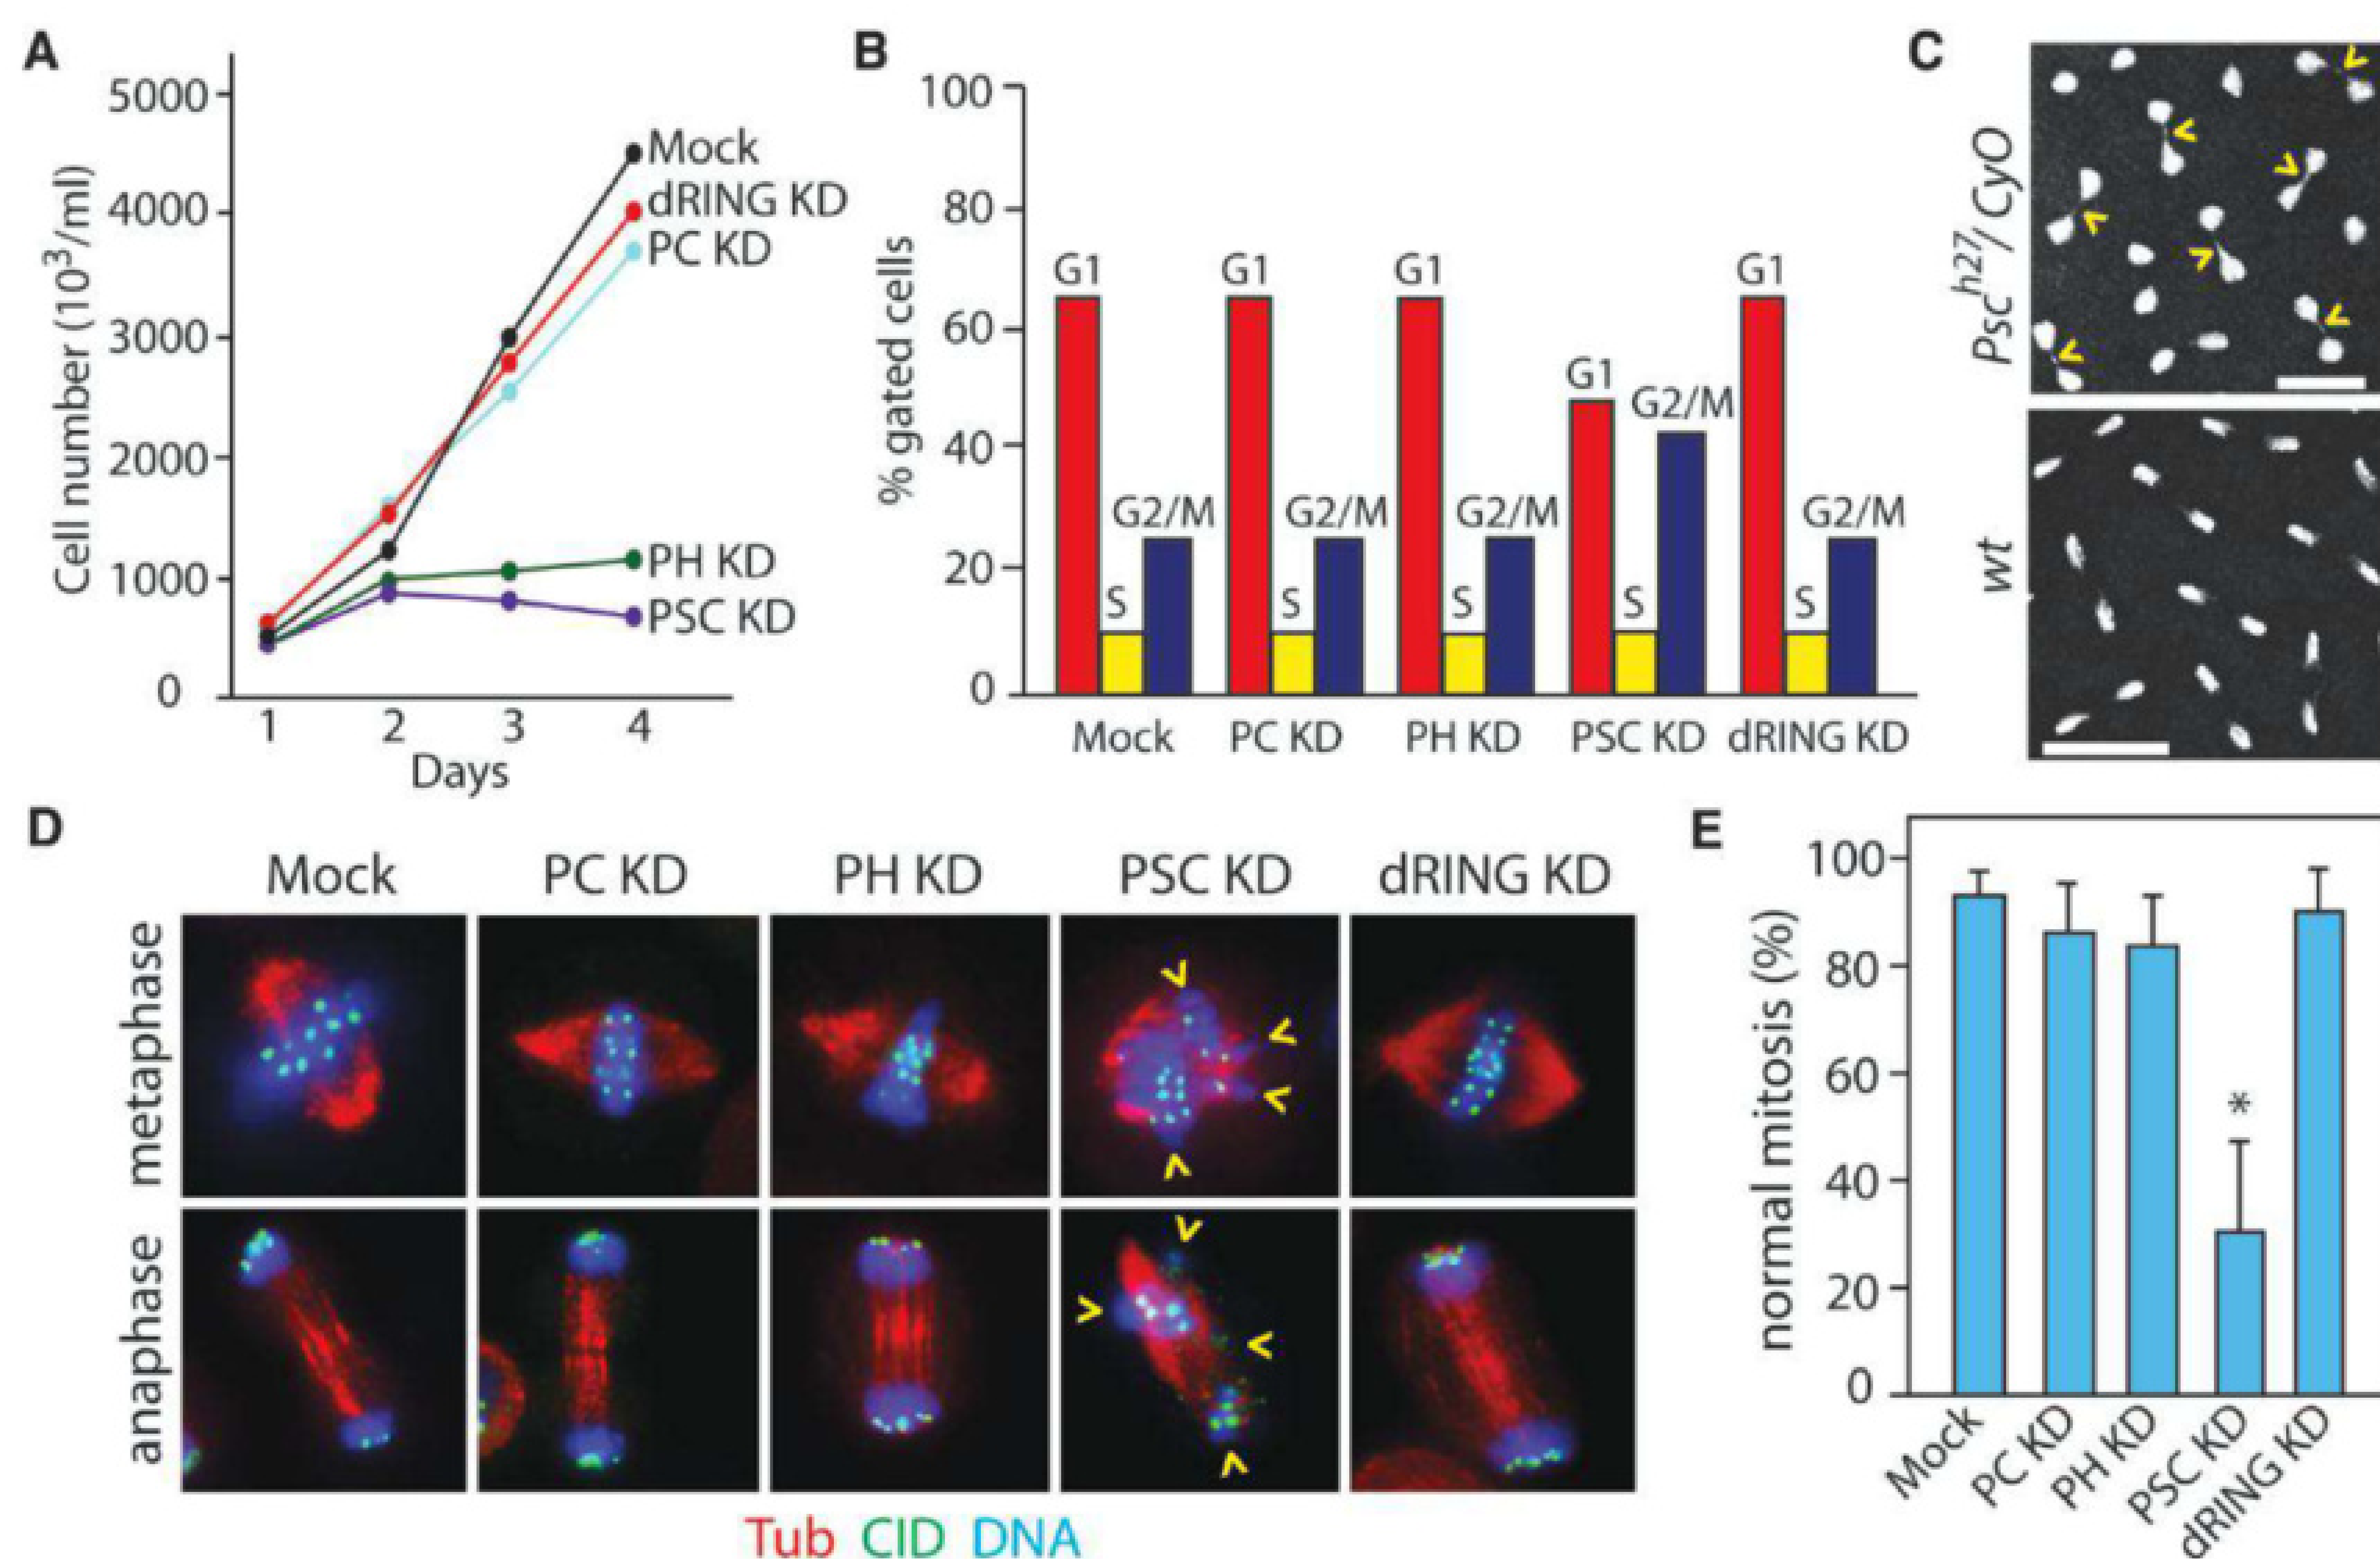 A
Cell number (10³/ml)
5000
4000
3000
2000
1000
0
Mock
dRING KD
PC KD
PH KD
PSC KD
1 2 3 4
Days
B
% gated cells
100
80
60
40
20
0
G1 S G2/M
G1 S G2/M
G1 S G2/M
G1 S G2/M
G1 S G2/M
Mock PC KD PH KD PSC KD dRING KD
C
Psc^h27/ CyO
wt
D
Mock PC KD PH KD PSC KD dRING KD
metaphase
anaphase
Tub CID DNA
E
normal mitosis (%)
100
80
60
40
20
0
*
Mock
PC KD
PH KD
PSC KD
dRING KD